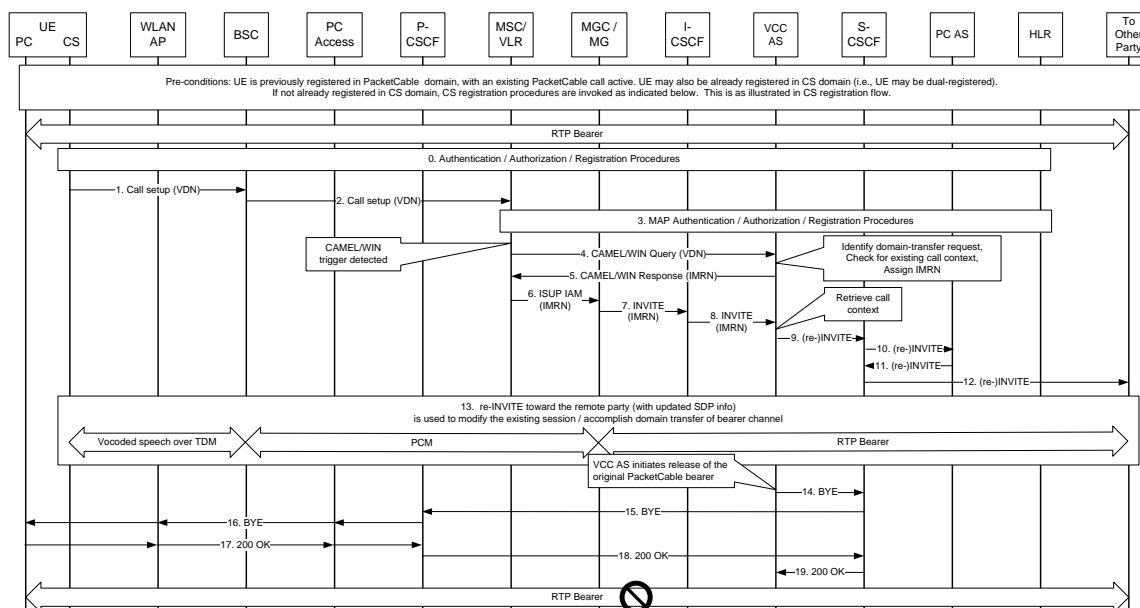 UE
PC CS
WLAN
AP
BSC
PC
Access
P-
CSCF
MSC/
VLR
MGC /
MG
I-
CSCF
VCC
AS
S-
CSCF
PC AS
HLR
To
Other
Party
Pre-conditions: UE is previously registered in PacketCable domain, with an existing PacketCable call active. UE may also be already registered in CS domain (i.e., UE may be dual-registered).
If not already registered in CS domain, CS registration procedures are invoked as indicated below. This is as illustrated in CS registration flow.
RTP Bearer
0. Authentication / Authorization / Registration Procedures
1. Call setup (VDN)
2. Call setup (VDN)
3. MAP Authentication / Authorization / Registration Procedures
CAMEL/WIN
trigger detected
4. CAMEL/WIN Query (VDN)
Identify domain-transfer request,
Check for existing call context,
Assign IMRN
5. CAMEL/WIN Response (IMRN)
6. ISUP IAM
(IMRN)
7. INVITE
(IMRN)
8. INVITE
(IMRN)
Retrieve call
context
9. (re-)INVITE
10. (re-)INVITE
11. (re-)INVITE
12. (re-)INVITE
13. re-INVITE toward the remote party (with updated SDP info)
is used to modify the existing session / accomplish domain transfer of bearer channel
Vocoded speech over TDM
PCM
RTP Bearer
VCC AS initiates release of the
original PacketCable bearer
14. BYE
15. BYE
16. BYE
17. 200 OK
18. 200 OK
19. 200 OK
RTP Bearer